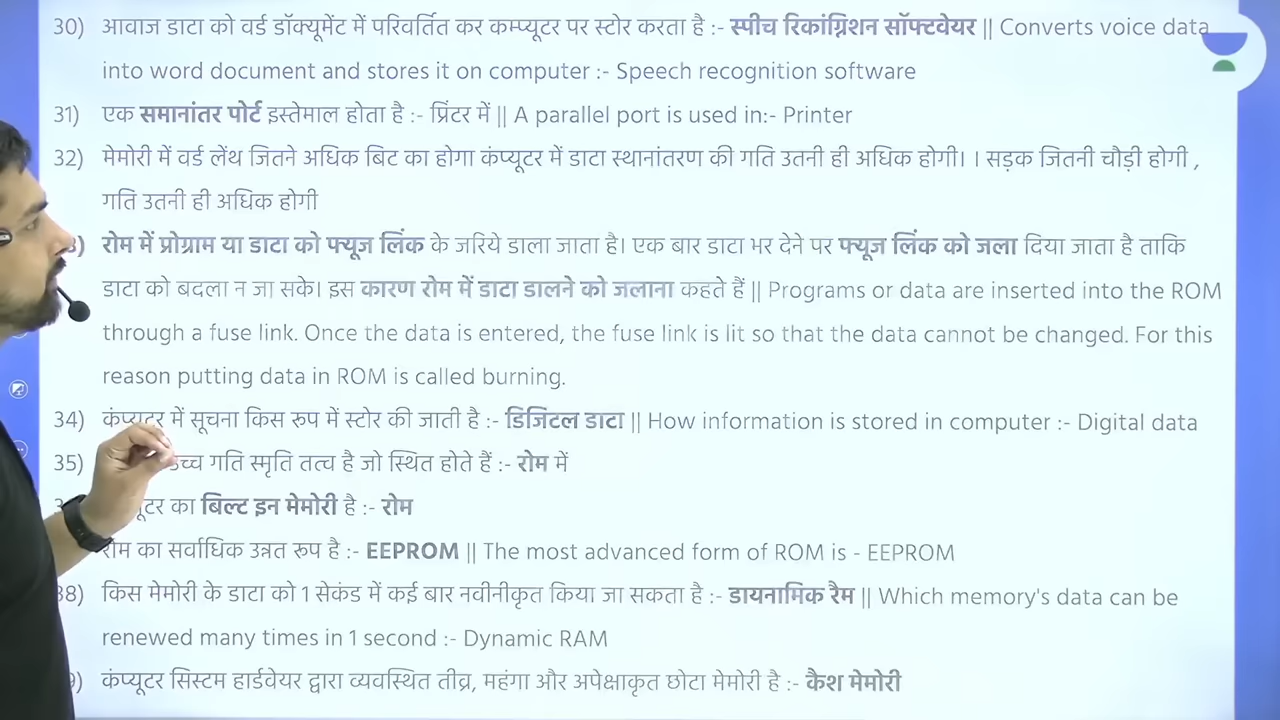 30) आवाज डाटा को वर्ड डॉक्यूमेंट में परिवर्तित कर कम्प्यूटर पर स्टोर करता है :- स्पीच रिकांग्निशन सॉफ्टवेयर || Converts voice data
into word document and stores it on computer :- Speech recognition software
31) एक समानांतर पोर्ट इस्तेमाल होता है :- प्रिंटर में || A parallel port is used in:- Printer
32) मेमोरी में वर्ड लेंथ जितने अधिक बिट का होगा कंप्यूटर में डाटा स्थानांतरण की गति उतनी ही अधिक होगी। । सड़क जितनी चौड़ी होगी ,
गति उतनी ही अधिक होगी
) रोम में प्रोग्राम या डाटा को फ्यूज लिंक के जरिये डाला जाता है। एक बार डाटा भर देने पर फ्यूज लिंक को जला दिया जाता है ताकि
डाटा को बदला न जा सके। इस कारण रोम में डाटा डालने को जलाना कहते हैं || Programs or data are inserted into the ROM
through a fuse link. Once the data is entered, the fuse link is lit so that the data cannot be changed. For this
reason putting data in ROM is called burning.
34) कंप्यूटर में सूचना किस रूप में स्टोर की जाती है :- डिजिटल डाटा || How information is stored in computer :- Digital data
35) उच्च गति स्मृति तत्व है जो स्थित होते हैं :- रोम में
का बिल्ट इन मेमोरी है :- रोम
रोम का सर्वाधिक उन्नत रूप है :- EEPROM || The most advanced form of ROM is - EEPROM
38) किस मेमोरी के डाटा को 1 सेकंड में कई बार नवीनीकृत किया जा सकता है :- डायनामिक रैम || Which memory's data can be
renewed many times in 1 second :- Dynamic RAM
) कंप्यूटर सिस्टम हार्डवेयर द्वारा व्यवस्थित तीव्र, महंगा और अपेक्षाकृत छोटा मेमोरी है :- कैश मेमोरी